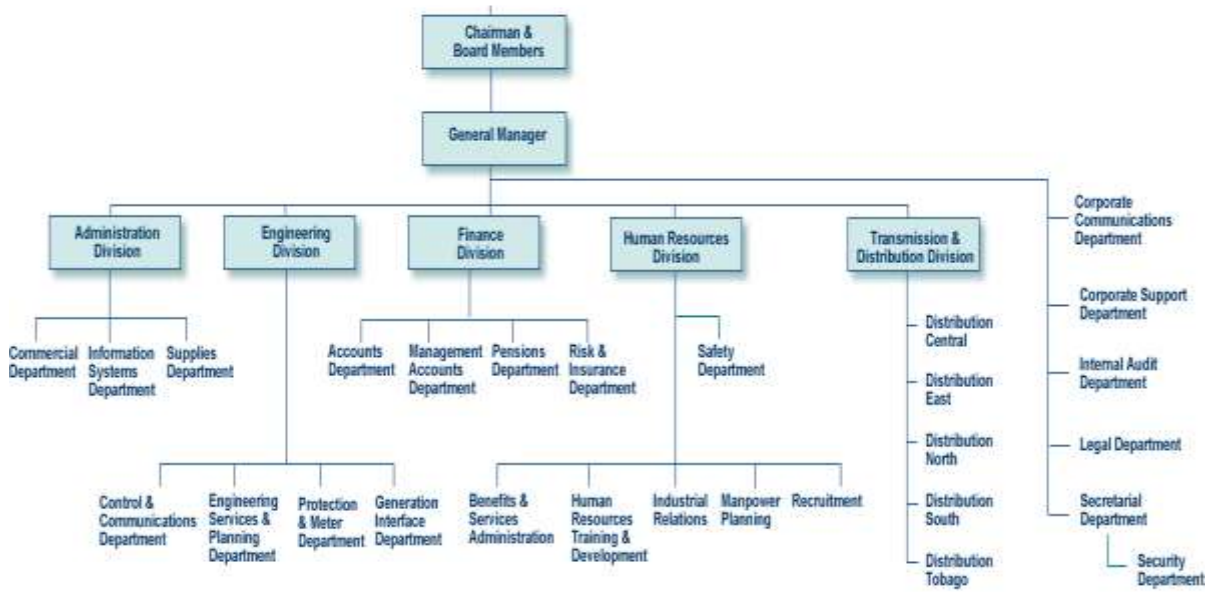 Chairman &
Board Members
General Manager
Administration
Division
Engineering
Division
Finance
Division
Human Resources
Division
Transmission &
Distribution Division
Corporate
Communications
Department
Corporate Support
Department
Internal Audit
Department
Legal Department
Secretarial
Department
Security
Department
Commercial
Department
Information
Systems
Department
Supplies
Department
Accounts
Department
Management
Accounts
Department
Pensions
Department
Risk &
Insurance
Department
Safety
Department
Distribution
Central
Distribution
East
Distribution
North
Distribution
South
Distribution
Tobago
Control &
Communications
Department
Engineering
Services &
Planning
Department
Protection
& Meter
Department
Generation
Interface
Department
Benefits &
Services
Administration
Human
Resources
Training &
Development
Industrial
Relations
Manpower
Planning
Recruitment